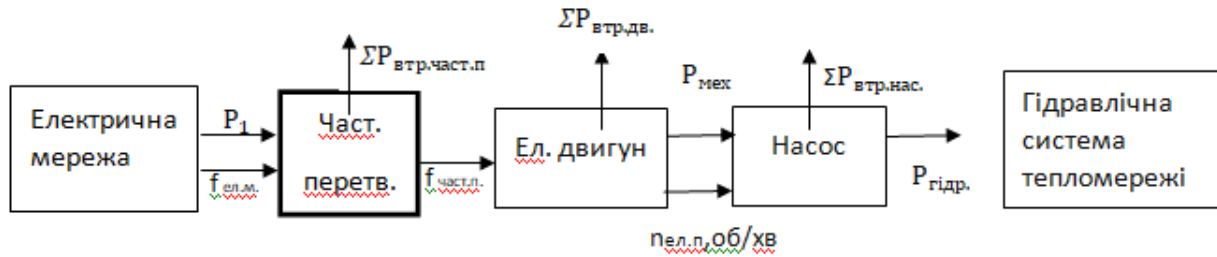 ΣPвтр.дв.
ΣPвтр.част.п
Pмех
ΣPвтр.нас.
Електрична
мережа
P₁
fел.м.
Част.
перетв.
fчаст.п.
Ел. двигун
Насос
Pгідр.
Гідравлічна
система
тепломережі
nел.п,об/хв